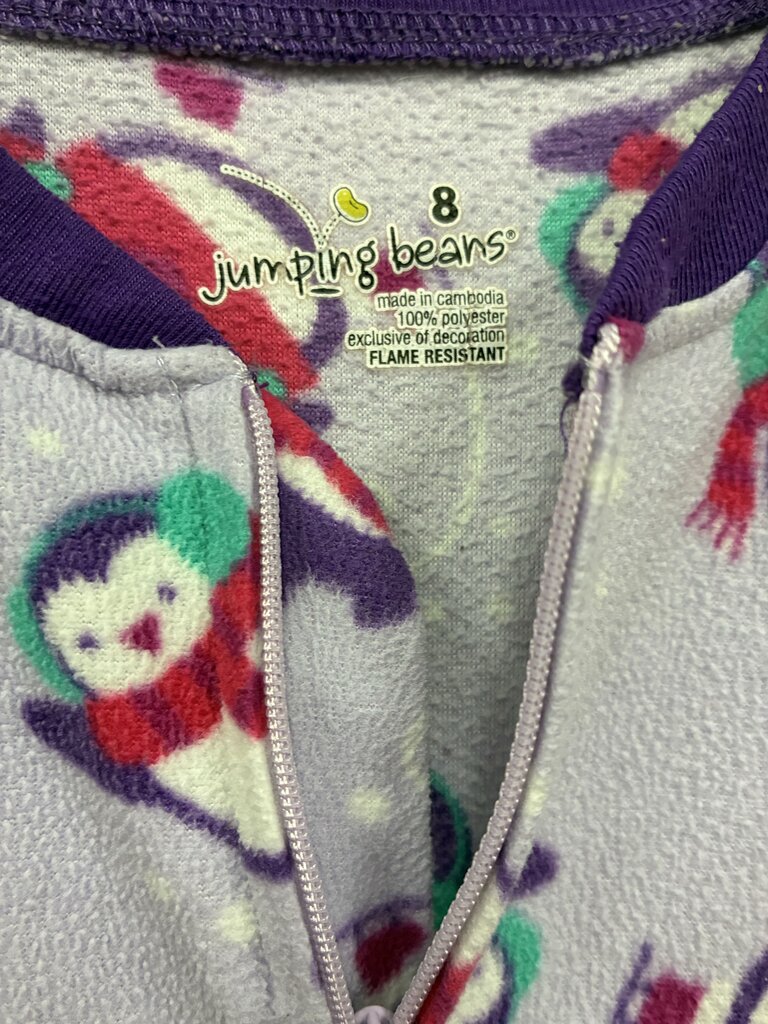 8
jumping beans®
made in cambodia
100% polyester
exclusive of decoration
FLAME RESISTANT